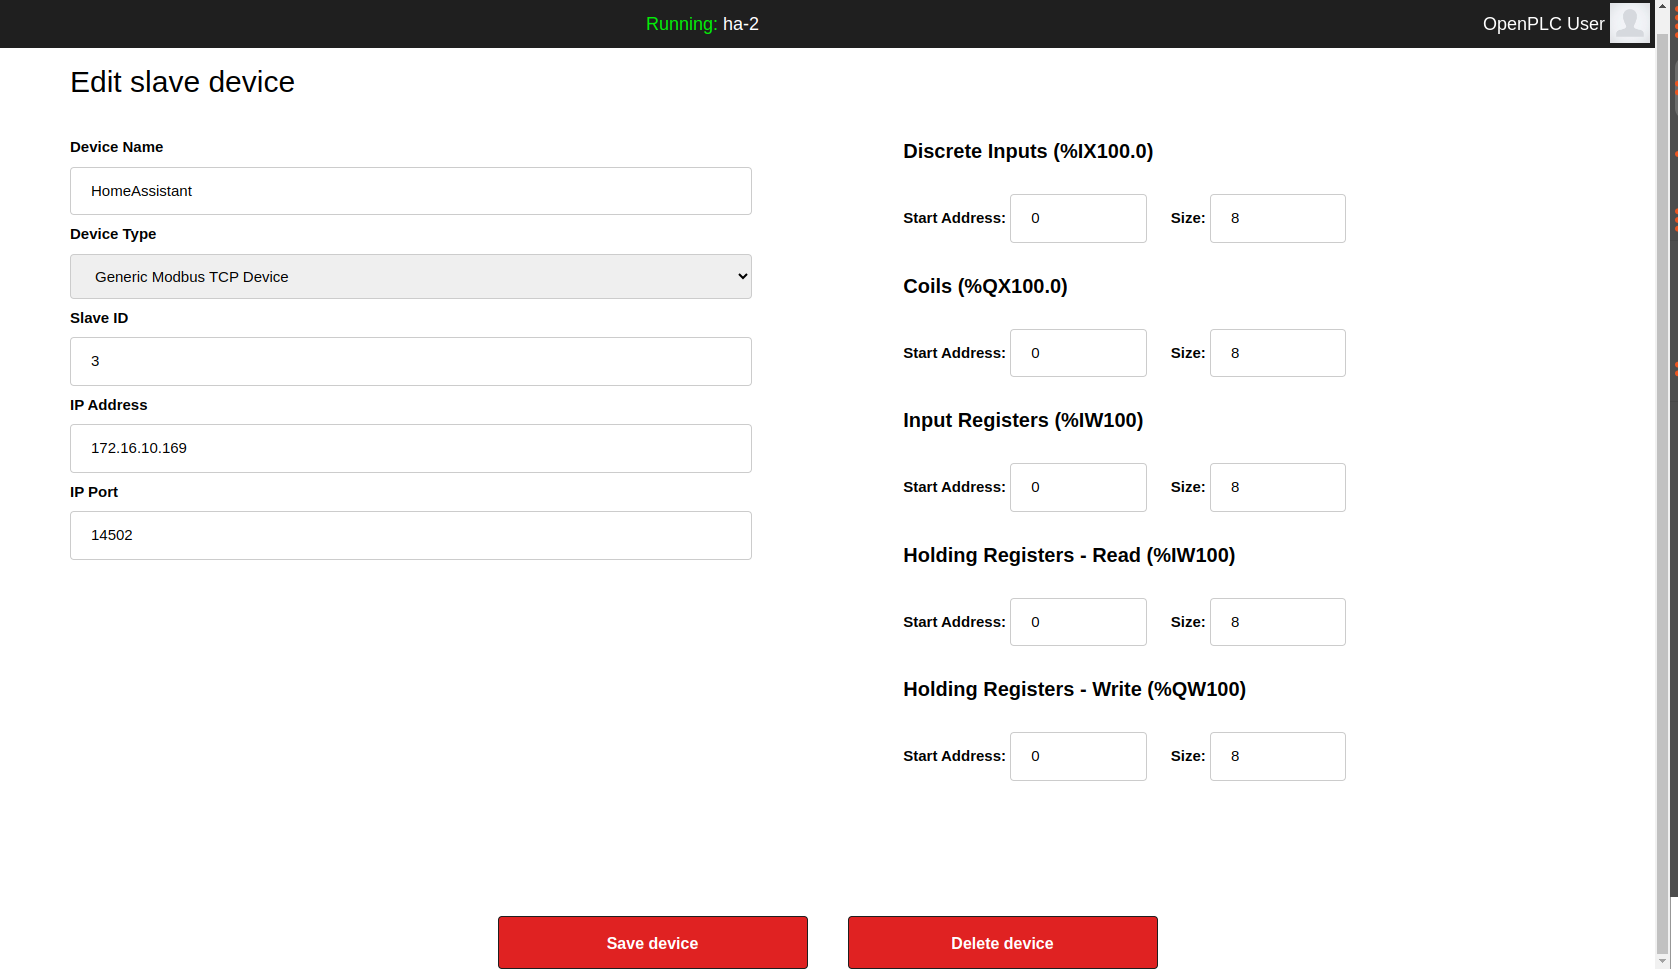 Running: ha-2
OpenPLC User
Edit slave device
Device Name
HomeAssistant
Device Type
Generic Modbus TCP Device
Slave ID
3
IP Address
172.16.10.169
IP Port
14502
Discrete Inputs (%IX100.0)
Start Address: 0 Size: 8
Coils (%QX100.0)
Start Address: 0 Size: 8
Input Registers (%IW100)
Start Address: 0 Size: 8
Holding Registers - Read (%IW100)
Start Address: 0 Size: 8
Holding Registers - Write (%QW100)
Start Address: 0 Size: 8
Save device
Delete device